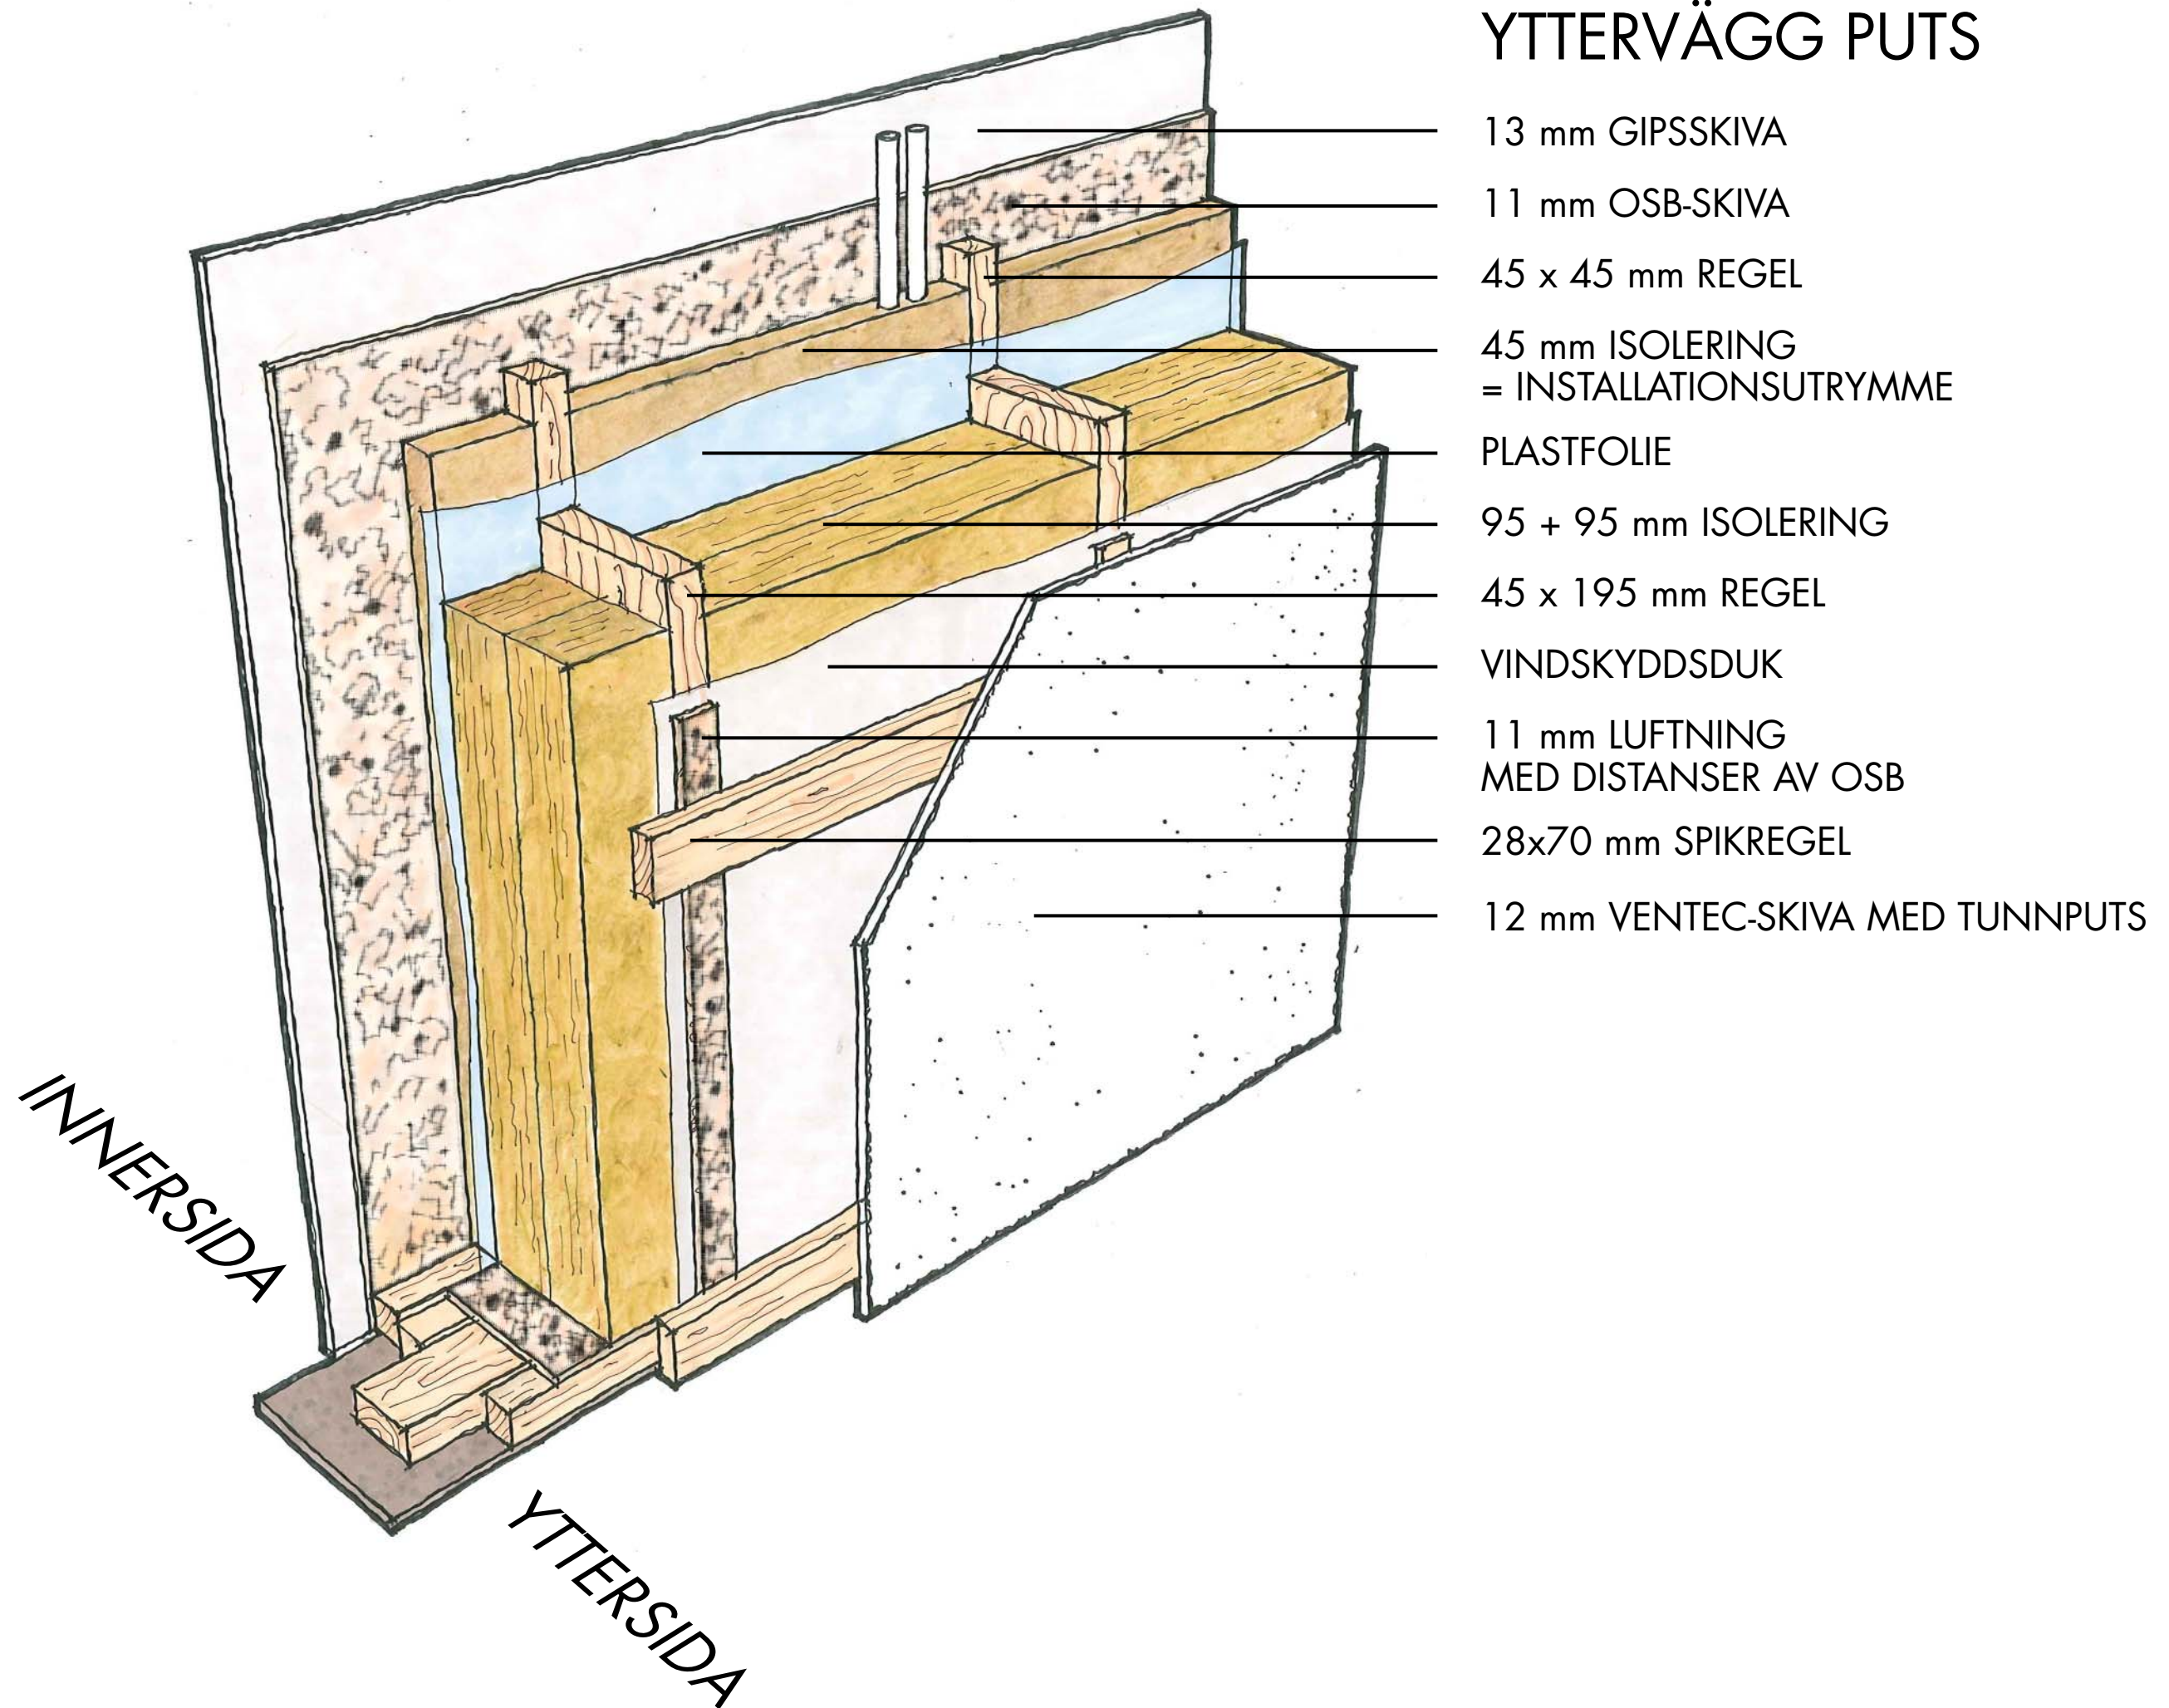 YTTERVÄGG PUTS
13 mm GIPSSKIVA
11 mm OSB-SKIVA
45 x 45 mm REGEL
45 mm ISOLERING
= INSTALLATIONSUTRYMME
PLASTFOLIE
95 + 95 mm ISOLERING
45 x 195 mm REGEL
VINDSKYDDSDUK
11 mm LUFTNING
MED DISTANSER AV OSB
28x70 mm SPIKREGEL
12 mm VENTEC-SKIVA MED TUNNPUTS
INNERSIDA
YTTERSIDA